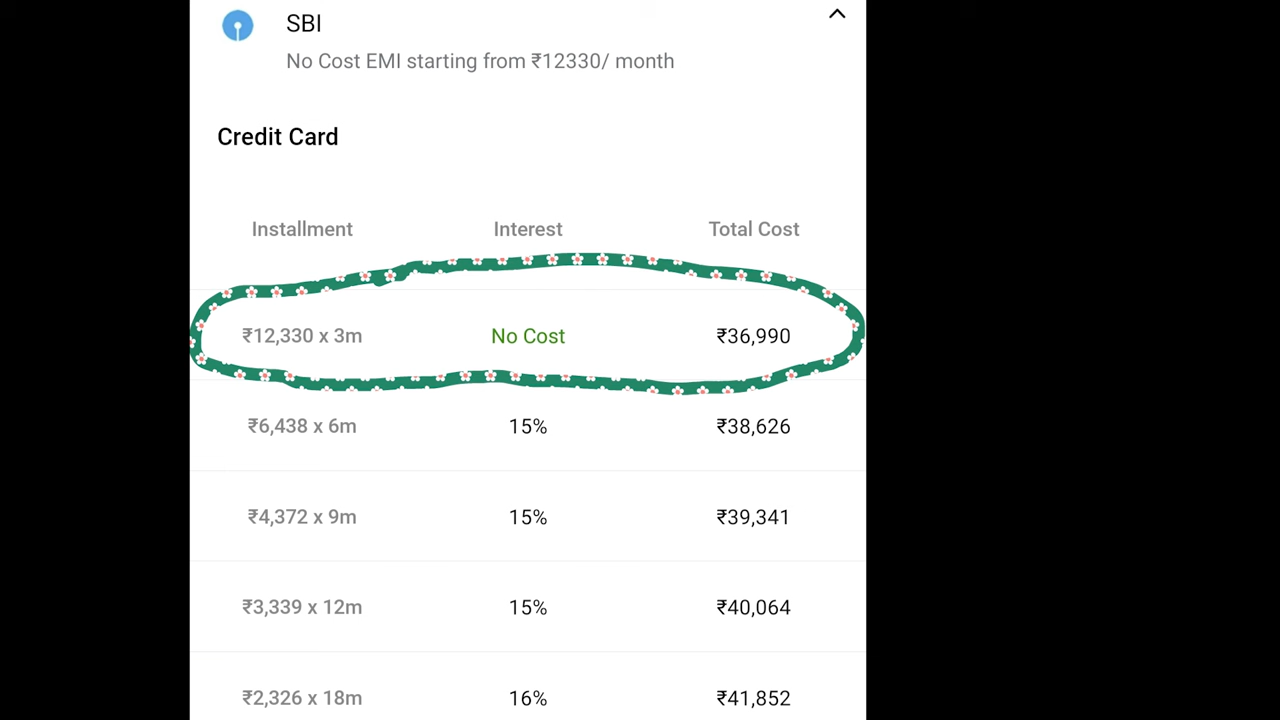 SBI
No Cost EMI starting from ₹12330/ month
Credit Card
Installment Interest Total Cost
₹12,330 x 3m No Cost ₹36,990
₹6,438 x 6m 15% ₹38,626
₹4,372 x 9m 15% ₹39,341
₹3,339 x 12m 15% ₹40,064
₹2,326 x 18m 16% ₹41,852